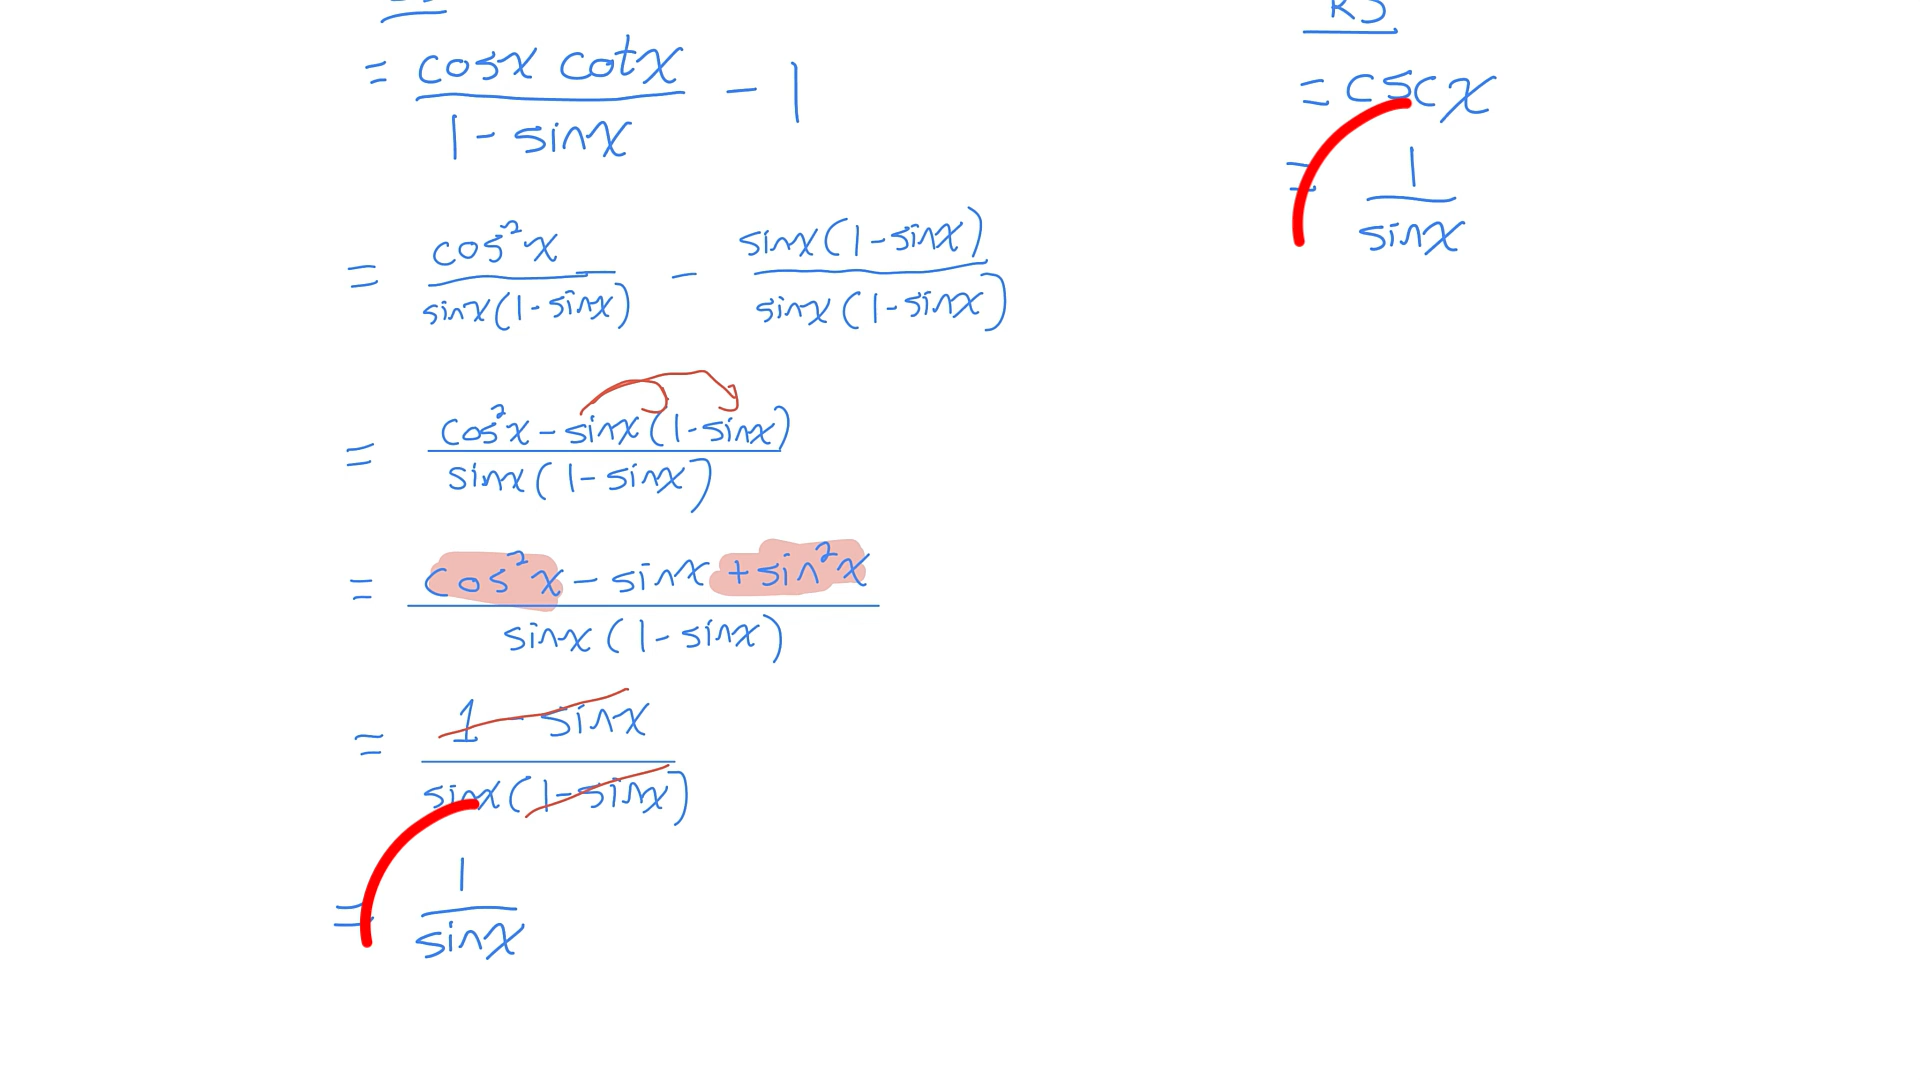 = cosx cotx / 1 - sinx - 1
= cos²x / sinx(1 - sinx) - sinx(1 - sinx) / sinx(1 - sinx)
= cos²x - sinx(1 - sinx) / sinx(1 - sinx)
= cos²x - sinx + sin²x / sinx(1 - sinx)
= 1 - sinx / sinx(1 - sinx)
= 1 / sinx
RS
= cscx
= 1 / sinx